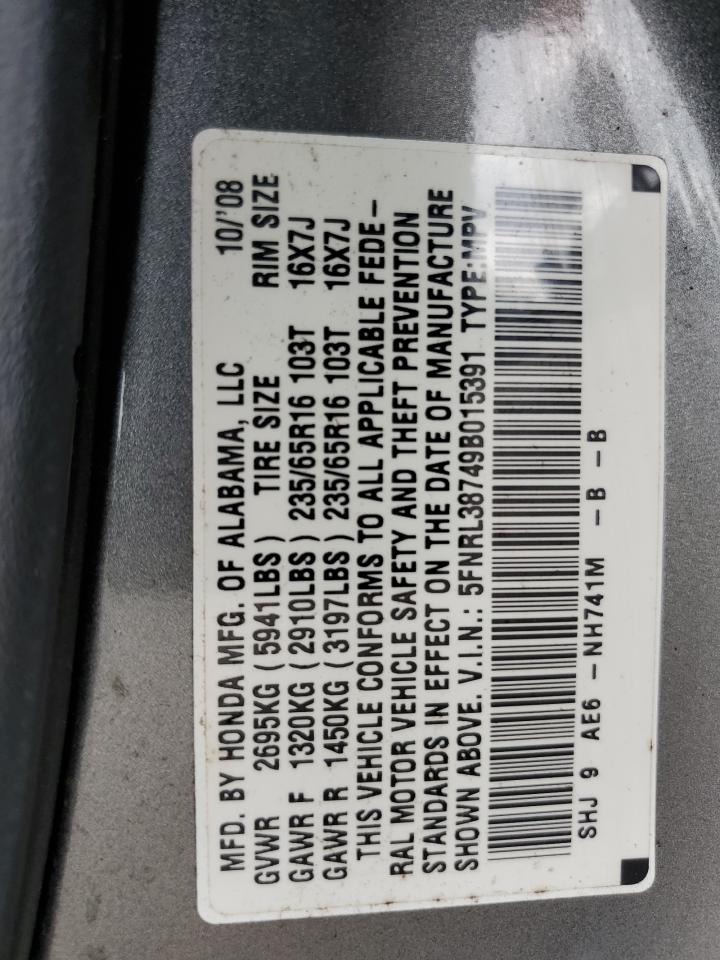 MFD. BY HONDA MFG. OF ALABAMA, LLC 10/'08
GVWR 2695KG (5941LBS) TIRE SIZE RIM SIZE
GAWR F 1320KG (2910LBS) 235/65R16 103T 16X7J
GAWR R 1450KG (3197LBS) 235/65R16 103T 16X7J
THIS VEHICLE CONFORMS TO ALL APPLICABLE FEDE-
RAL MOTOR VEHICLE SAFETY AND THEFT PREVENTION
STANDARDS IN EFFECT ON THE DATE OF MANUFACTURE
SHOWN ABOVE. V.I.N.: 5FNRL38749B015391 TYPE:MPV
SHJ 9 AE6 -NH741M -B -B